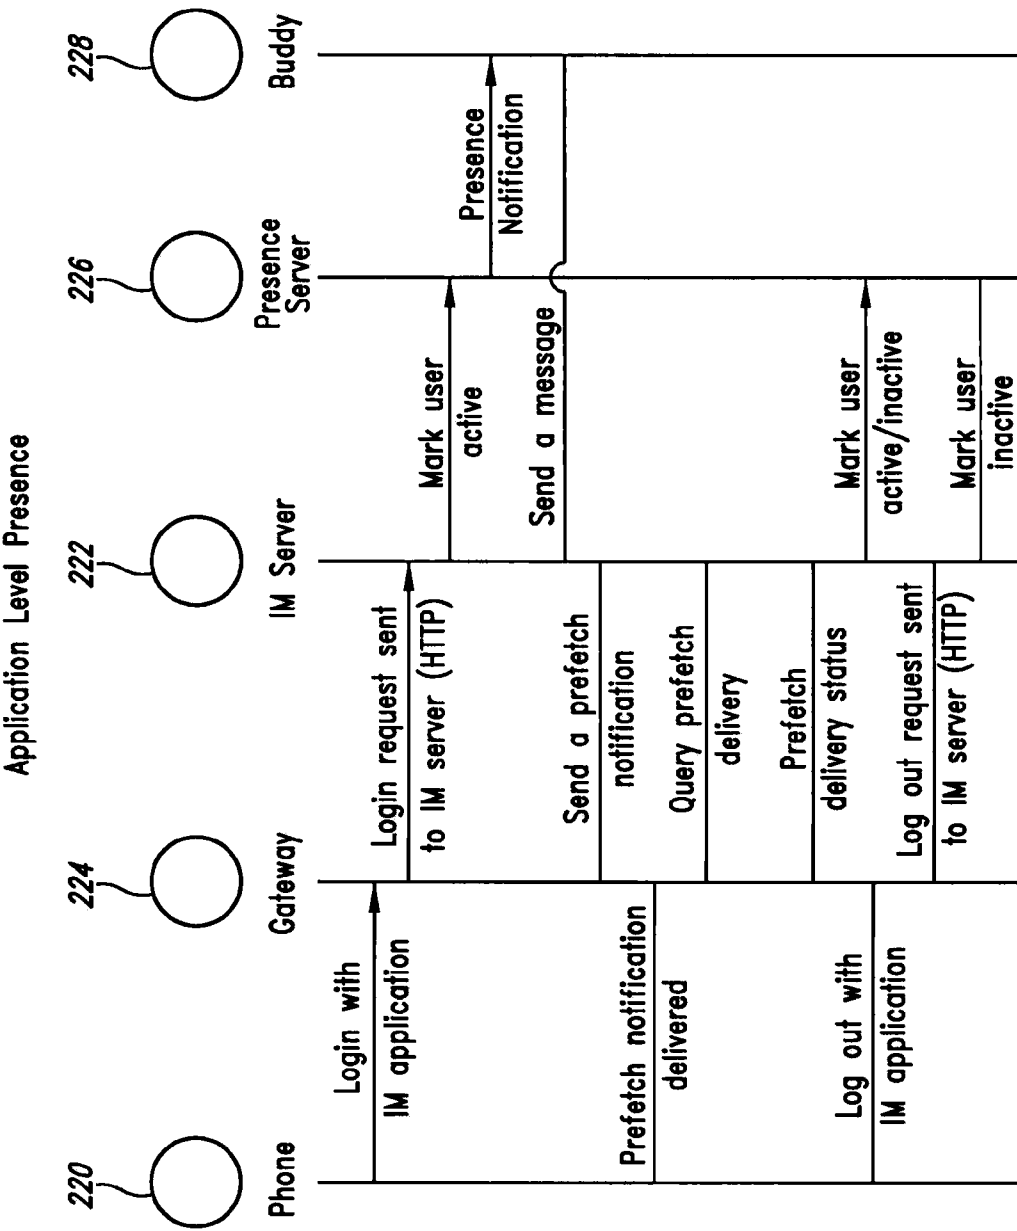 Application Level Presence
220
224
222
226
228
Phone
Gateway
IM Server
Presence
Server
Buddy
Login with
IM application
Login request sent
to IM server (HTTP)
Mark user
active
Presence
Notification
Send a message
Send a prefetch
notification
Prefetch notification
delivered
Query prefetch
delivery
Prefetch
delivery status
Mark user
active/inactive
Log out with
IM application
Log out request sent
to IM server (HTTP)
Mark user
inactive